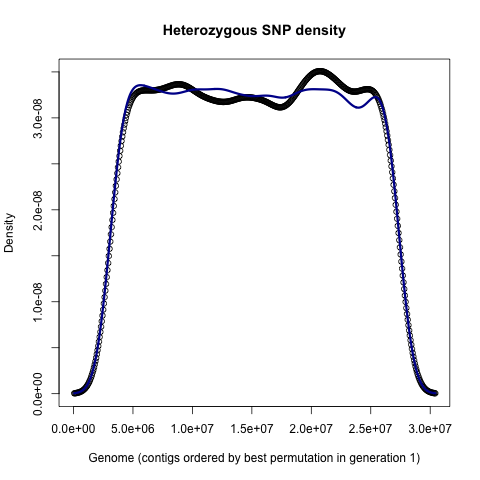 Heterozygous SNP density
Density
3.0e-08
2.0e-08
1.0e-08
0.0e+00
0.0e+00 5.0e+06 1.0e+07 1.5e+07 2.0e+07 2.5e+07 3.0e+07
Genome (contigs ordered by best permutation in generation 1)